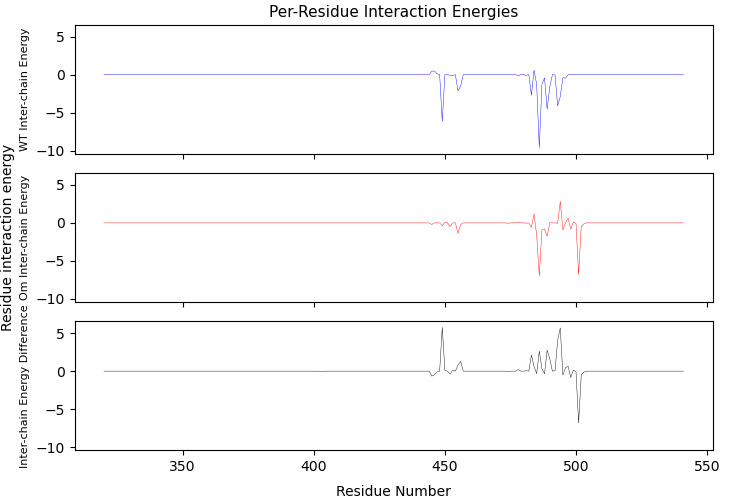 Per-Residue Interaction Energies
Residue interaction energy
WT Inter-chain Energy
5
0
−5
−10
Om Inter-chain Energy
5
0
−5
−10
Inter-chain Energy Difference
5
0
−5
−10
350
400
450
500
550
Residue Number